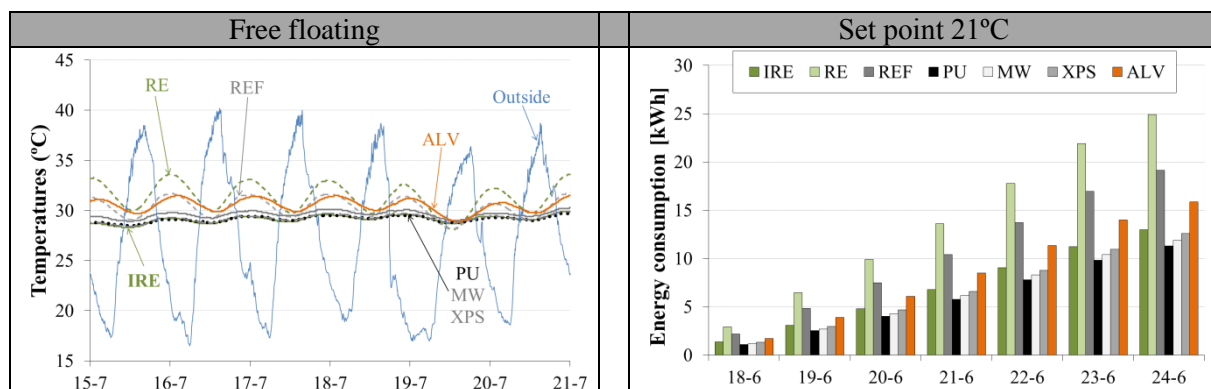 Free floating
Set point 21ºC
Temperatures (ºC)
45
40
35
30
25
20
15
RE
REF
Outside
ALV
IRE
PU
MW
XPS
15-7 16-7 17-7 18-7 19-7 20-7 21-7
Energy consumption [kWh]
30
25
20
15
10
5
0
IRE RE REF PU MW XPS ALV
18-6 19-6 20-6 21-6 22-6 23-6 24-6